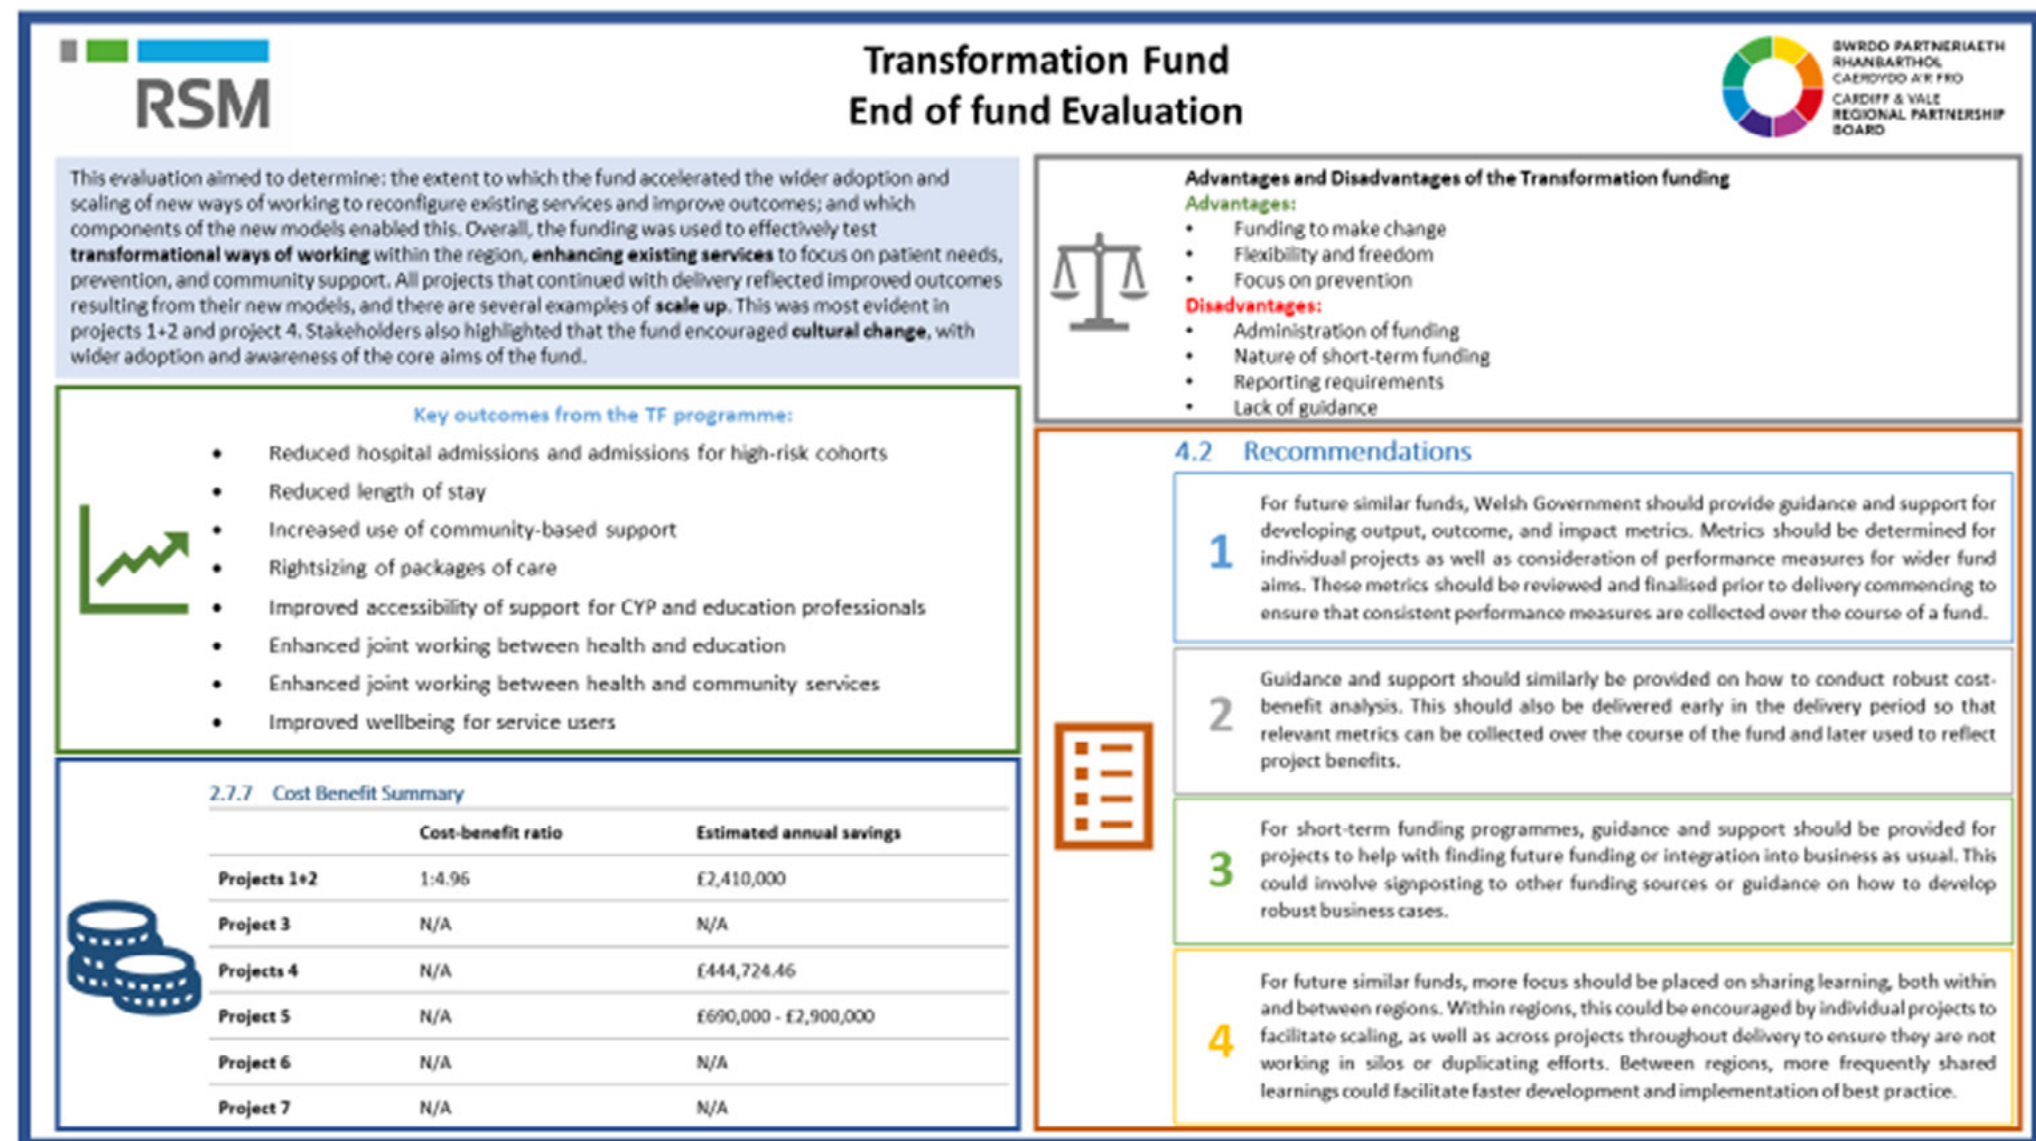 RSM
Transformation Fund
End of fund Evaluation
BWRDD PARTNERIAETH
RHANBARTHOL
CAERDYDD A'R FRO
CARDIFF & VALE
REGIONAL PARTNERSHIP
BOARD
This evaluation aimed to determine: the extent to which the fund accelerated the wider adoption and
scaling of new ways of working to reconfigure existing services and improve outcomes; and which
components of the new models enabled this. Overall, the funding was used to effectively test
transformational ways of working within the region, enhancing existing services to focus on patient needs,
prevention, and community support. All projects that continued with delivery reflected improved outcomes
resulting from their new models, and there are several examples of scale up. This was most evident in
projects 1+2 and project 4. Stakeholders also highlighted that the fund encouraged cultural change, with
wider adoption and awareness of the core aims of the fund.
Key outcomes from the TF programme:
• Reduced hospital admissions and admissions for high-risk cohorts
• Reduced length of stay
• Increased use of community-based support
• Rightsizing of packages of care
• Improved accessibility of support for CYP and education professionals
• Enhanced joint working between health and education
• Enhanced joint working between health and community services
• Improved wellbeing for service users
2.7.7 Cost Benefit Summary
Cost-benefit ratio Estimated annual savings
Projects 1+2 1:4.96 £2,410,000
Project 3 N/A N/A
Projects 4 N/A £444,724.46
Project 5 N/A £690,000 - £2,900,000
Project 6 N/A N/A
Project 7 N/A N/A
Advantages and Disadvantages of the Transformation funding
Advantages:
• Funding to make change
• Flexibility and freedom
• Focus on prevention
Disadvantages:
• Administration of funding
• Nature of short-term funding
• Reporting requirements
• Lack of guidance
4.2 Recommendations
1
For future similar funds, Welsh Government should provide guidance and support for
developing output, outcome, and impact metrics. Metrics should be determined for
individual projects as well as consideration of performance measures for wider fund
aims. These metrics should be reviewed and finalised prior to delivery commencing to
ensure that consistent performance measures are collected over the course of a fund.
2
Guidance and support should similarly be provided on how to conduct robust cost-
benefit analysis. This should also be delivered early in the delivery period so that
relevant metrics can be collected over the course of the fund and later used to reflect
project benefits.
3
For short-term funding programmes, guidance and support should be provided for
projects to help with finding future funding or integration into business as usual. This
could involve signposting to other funding sources or guidance on how to develop
robust business cases.
4
For future similar funds, more focus should be placed on sharing learning, both within
and between regions. Within regions, this could be encouraged by individual projects to
facilitate scaling, as well as across projects throughout delivery to ensure they are not
working in silos or duplicating efforts. Between regions, more frequently shared
learnings could facilitate faster development and implementation of best practice.